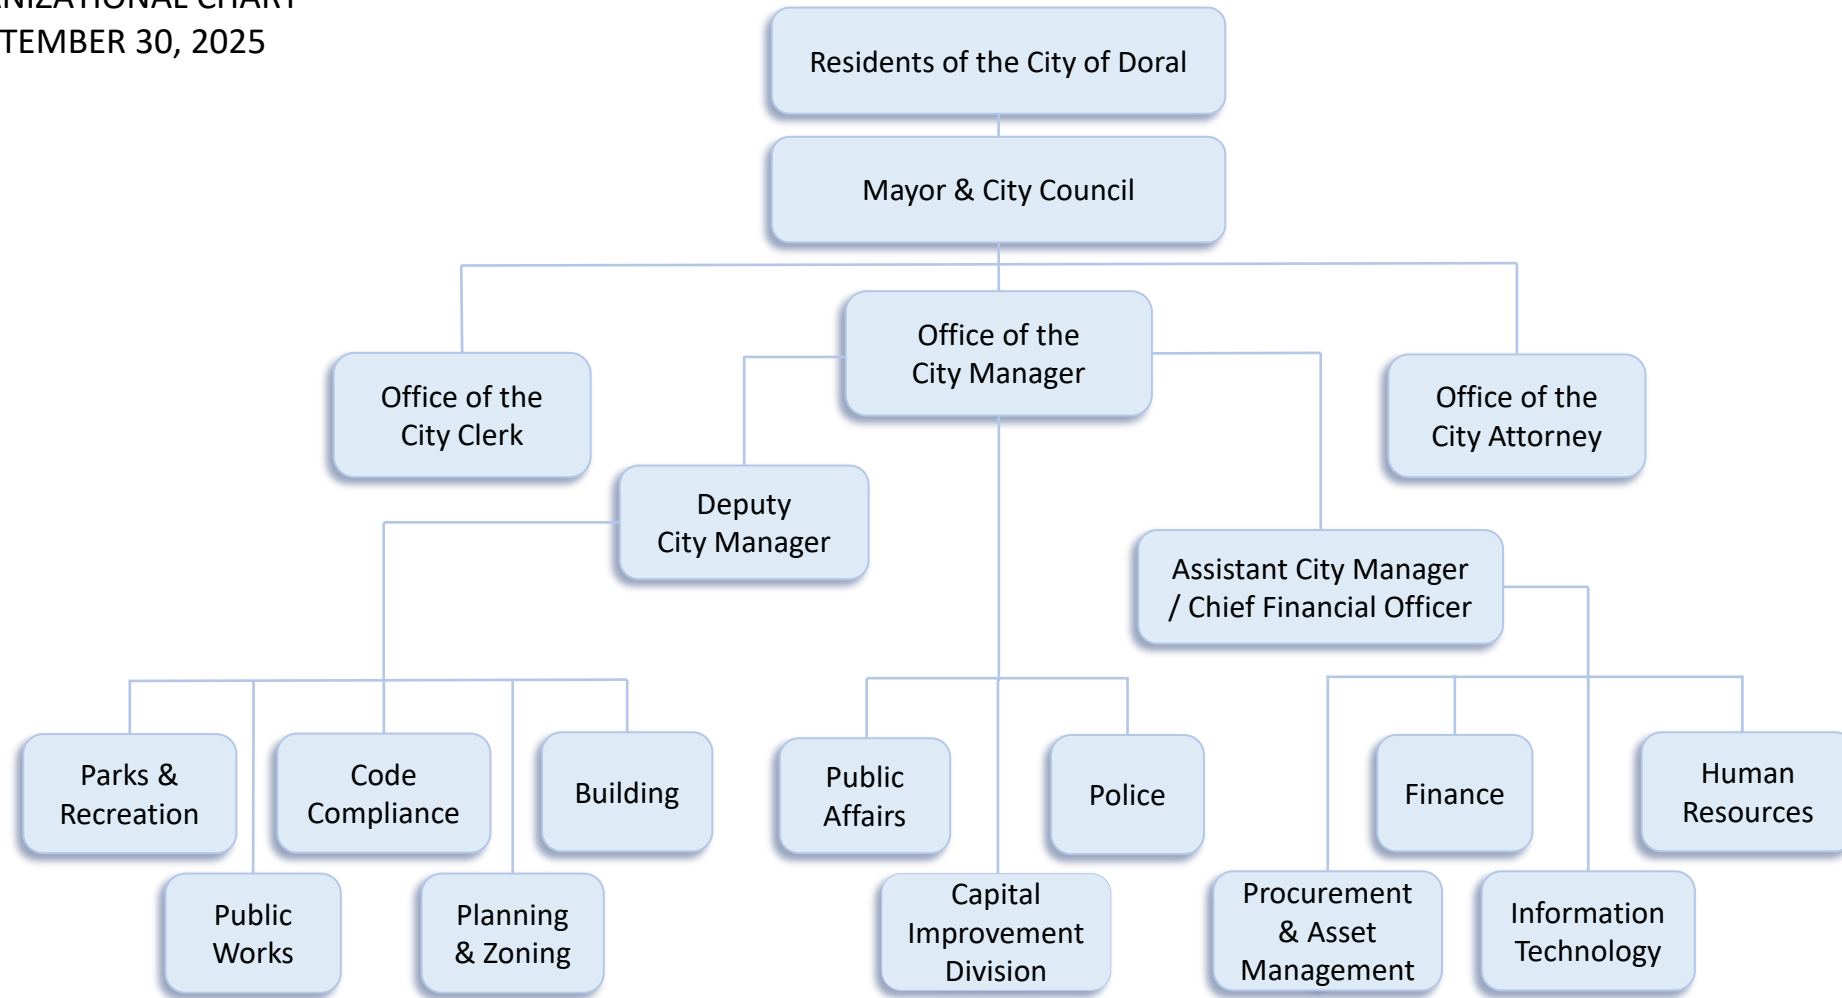 TEMBER 30, 2025
Residents of the City of Doral
Mayor & City Council
Office of the
City Manager
Office of the
City Clerk
Office of the
City Attorney
Deputy
City Manager
Assistant City Manager
/ Chief Financial Officer
Parks &
Recreation
Code
Compliance
Building
Public
Affairs
Police
Finance
Human
Resources
Public
Works
Planning
& Zoning
Capital
Improvement
Division
Procurement
& Asset
Management
Information
Technology